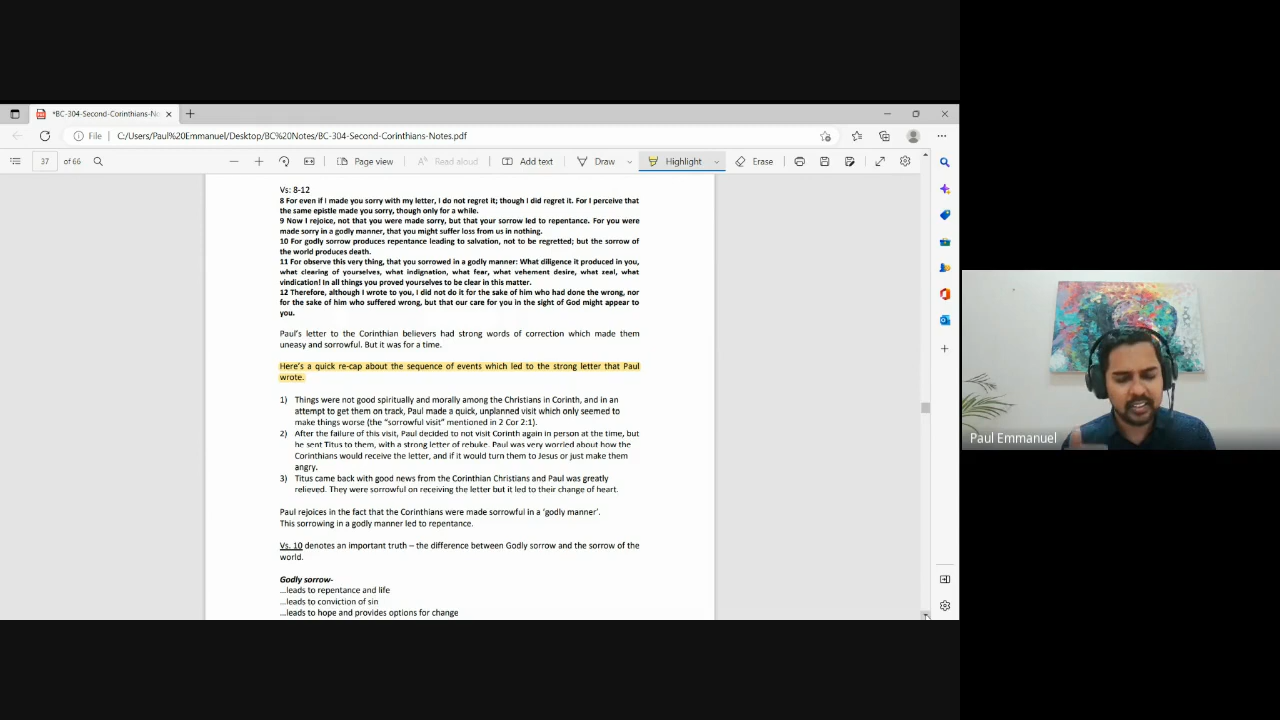 *BC-304-Second-Corinthians-No
File
C:/Users/Paul%20Emmanuel/Desktop/BC%20Notes/BC-304-Second-Corinthians-Notes.pdf
37 of 66
Page view
Read aloud
Add text
Draw
Highlight
Erase
Vs: 8-12
8 For even if I made you sorry with my letter, I do not regret it; though I did regret it. For I perceive that
the same epistle made you sorry, though only for a while.
9 Now I rejoice, not that you were made sorry, but that your sorrow led to repentance. For you were
made sorry in a godly manner, that you might suffer loss from us in nothing.
10 For godly sorrow produces repentance leading to salvation, not to be regretted; but the sorrow of
the world produces death.
11 For observe this very thing, that you sorrowed in a godly manner: What diligence it produced in you,
what clearing of yourselves, what indignation, what fear, what vehement desire, what zeal, what
vindication! In all things you proved yourselves to be clear in this matter.
12 Therefore, although I wrote to you, I did not do it for the sake of him who had done the wrong, nor
for the sake of him who suffered wrong, but that our care for you in the sight of God might appear to
you.
Paul's letter to the Corinthian believers had strong words of correction which made them
uneasy and sorrowful. But it was for a time.
Here's a quick re-cap about the sequence of events which led to the strong letter that Paul
wrote.
1) Things were not good spiritually and morally among the Christians in Corinth, and in an
attempt to get them on track, Paul made a quick, unplanned visit which only seemed to
make things worse (the "sorrowful visit" mentioned in 2 Cor 2:1).
2) After the failure of this visit, Paul decided to not visit Corinth again in person at the time, but
he sent Titus to them, with a strong letter of rebuke. Paul was very worried about how the
Corinthians would receive the letter, and if it would turn them to Jesus or just make them
angry.
3) Titus came back with good news from the Corinthian Christians and Paul was greatly
relieved. They were sorrowful on receiving the letter but it led to their change of heart.
Paul rejoices in the fact that the Corinthians were made sorrowful in a 'godly manner'.
This sorrowing in a godly manner led to repentance.
Vs. 10 denotes an important truth – the difference between Godly sorrow and the sorrow of the
world.
Godly sorrow-
...leads to repentance and life
...leads to conviction of sin
...leads to hope and provides options for change
Paul Emmanuel